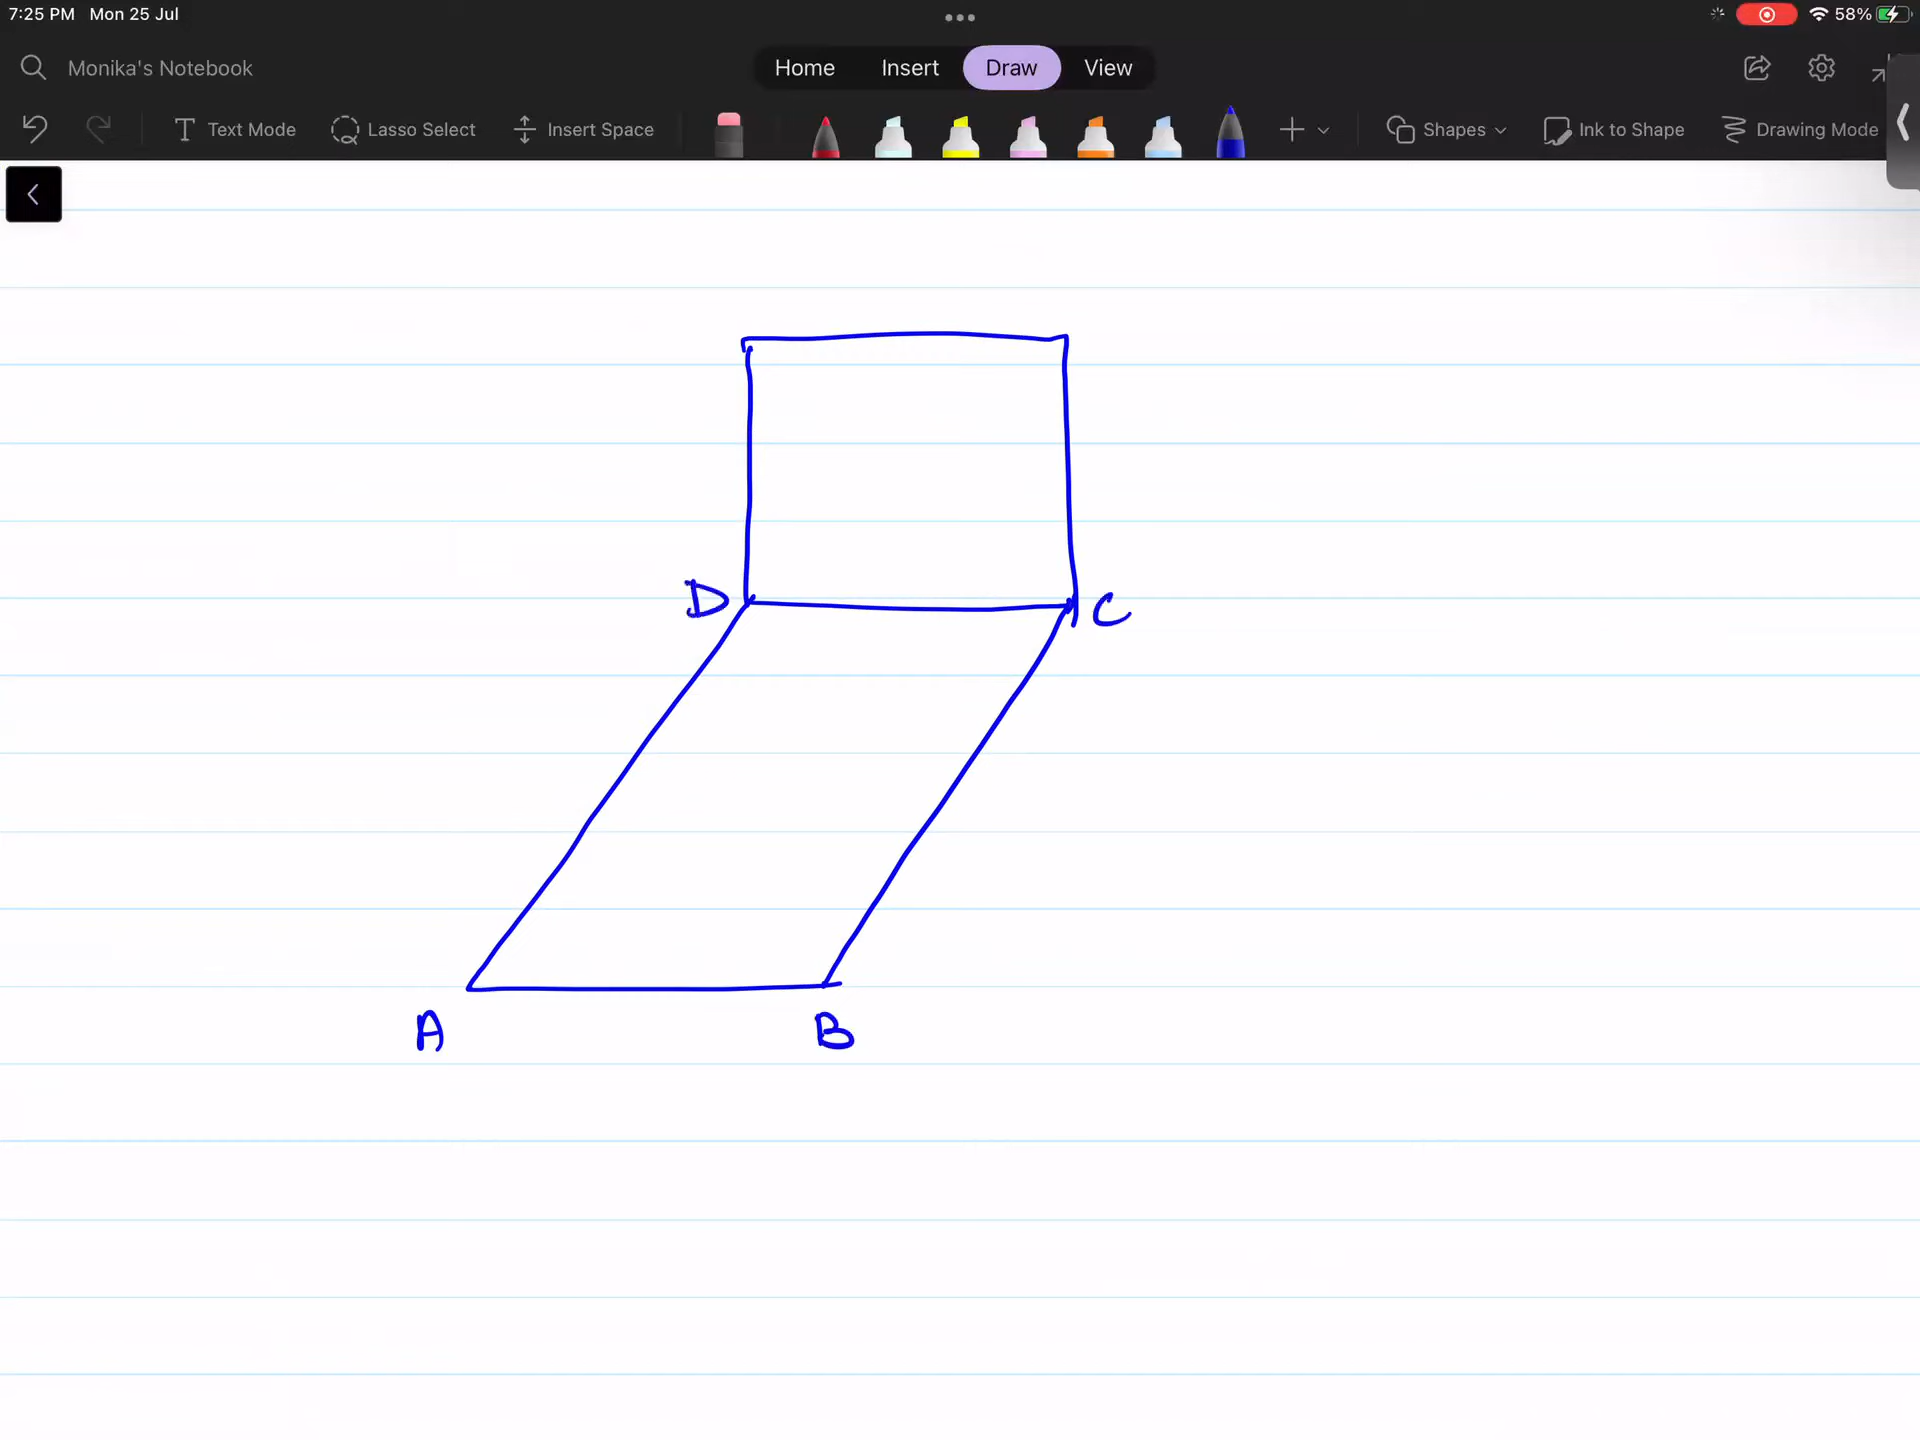 7:25 PM Mon 25 Jul
58%
Monika's Notebook
Home Insert Draw View
Text Mode Lasso Select Insert Space Shapes Ink to Shape Drawing Mode
D C
A B